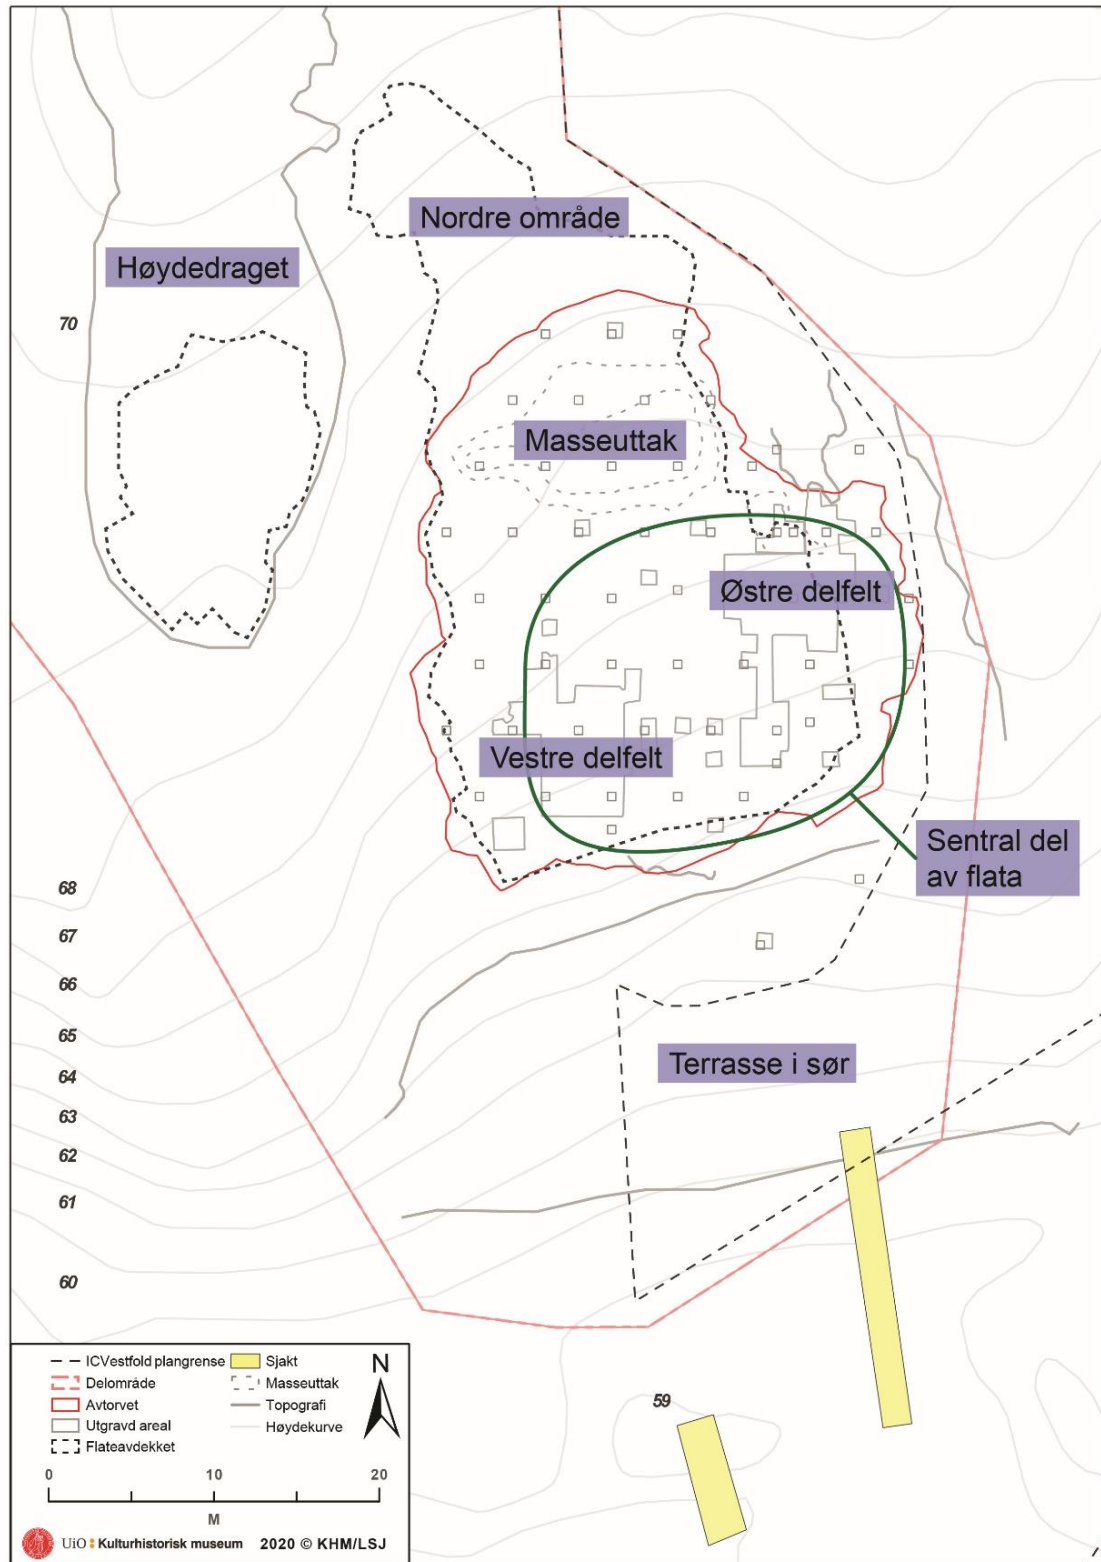 Nordre område
Høydedraget
70
Masseuttak
Østre delfelt
Vestre delfelt
Sentral del
av flata
68
67
66
65
Terrasse i sør
64
63
62
61
60
59
ICVestfold plangrense
Delområde
Avtorvet
Utgravd areal
Flateavdekket
Sjakt
Masseuttak
Topografi
Høydekurve
N
0 10 20
M
UiO : Kulturhistorisk museum 2020 © KHM/LSJ